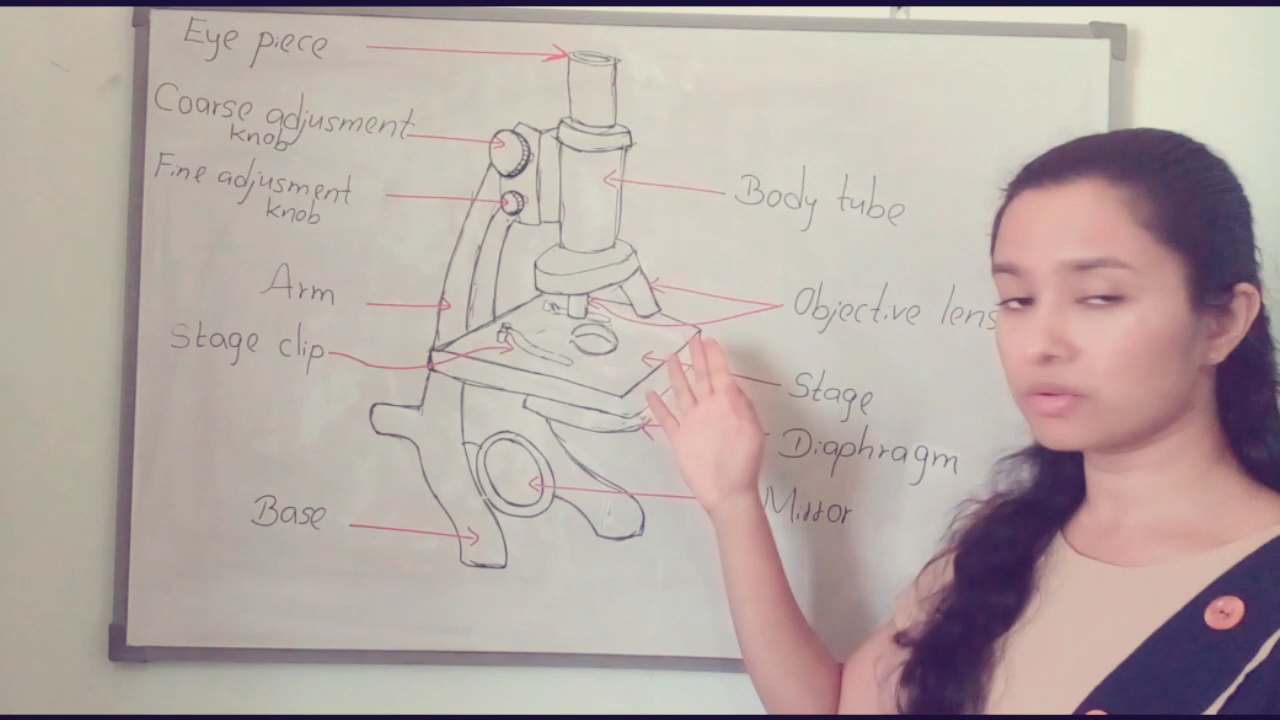 Eye piece
Coarse adjusment
knob
Fine adjusment
knob
Arm
Stage clip
Base
Body tube
Objective lens
Stage
Diaphragm
Mirror